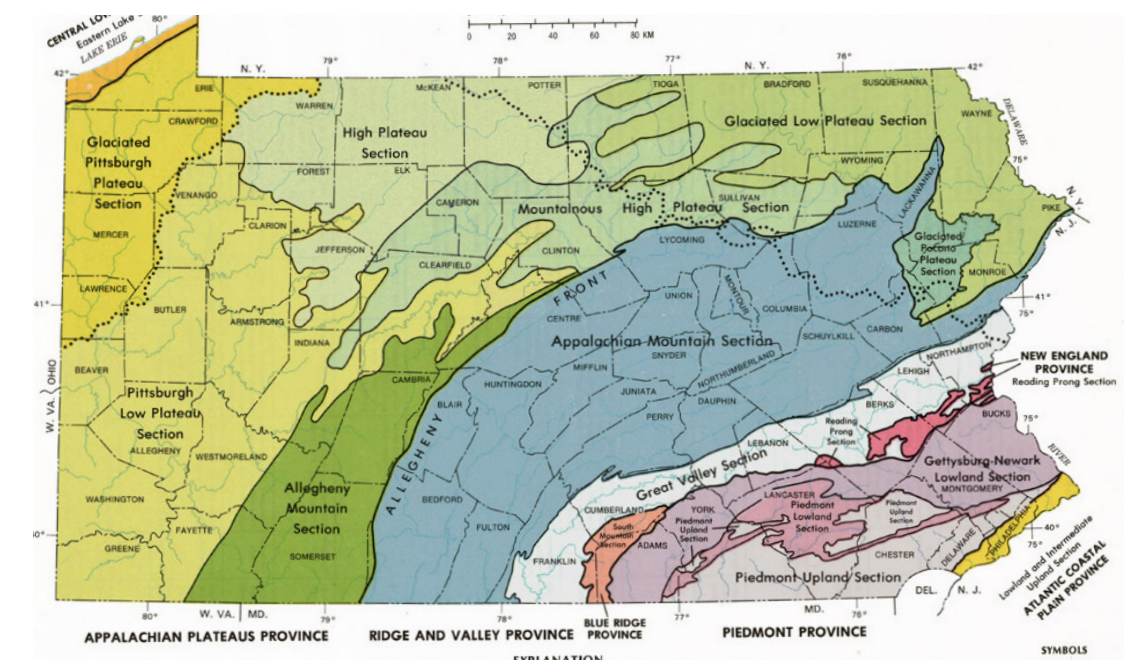 CENTRAL LOW
Eastern Lake S
LAKE ERIE
80°
0 20 40 60 80 KM
42°
N. Y.
79°
78°
77°
N. Y.
76°
42°
ERIE
WARREN
McKEAN
POTTER
TIOGA
BRADFORD
SUSQUEHANNA
WAYNE
DELAWARE
75°
CRAWFORD
High Plateau
Section
Glaciated Low Plateau Section
Glaciated
Pittsburgh
Plateau
Section
FOREST
ELK
WYOMING
VENANGO
CAMERON
SULLIVAN
LACKAWANNA
Mountainous High Plateau Section
PIKE
N. Y.
N. J.
MERCER
CLARION
JEFFERSON
CLINTON
LYCOMING
LUZERNE
Glaciated
Pocono
Plateau
Section
CLEARFIELD
MONROE
LAWRENCE
41°
BUTLER
ARMSTRONG
INDIANA
FRONT
CENTRE
UNION
MONTOUR
COLUMBIA
CARBON
41°
75°
Appalachian Mountain Section
SNYDER
SCHUYLKILL
NORTHUMBERLAND
NORTHAMPTON
LEHIGH
NEW ENGLAND
PROVINCE
Reading Prong Section
OHIO
W. VA.
BEAVER
CAMBRIA
HUNTINGDON
MIFFLIN
JUNIATA
DAUPHIN
PERRY
BLAIR
BERKS
BUCKS
75°
Pittsburgh
Low Plateau
Section
ALLEGHENY
WESTMORELAND
ALLEGHENY
LEBANON
Reading
Prong
Section
Great Valley Section
Gettysburg-Newark
Lowland Section
MONTGOMERY
RIVER
Allegheny
Mountain
Section
WASHINGTON
FAYETTE
GREENE
SOMERSET
BEDFORD
FULTON
FRANKLIN
CUMBERLAND
South
Mountain
Section
ADAMS
YORK
Piedmont
Upland
Section
LANCASTER
Piedmont
Lowland
Section
Piedmont
Upland
Section
CHESTER
DELAWARE
PHILADELPHIA
40°
75°
Piedmont Upland Section
DEL.
N. J.
Lowland and Intermediate
Upland Section
ATLANTIC COASTAL
PLAIN PROVINCE
80°
W. VA.
MD.
79°
78°
77°
MD.
76°
APPALACHIAN PLATEAUS PROVINCE
RIDGE AND VALLEY PROVINCE
BLUE RIDGE
PROVINCE
PIEDMONT PROVINCE
EXPLANATION
SYMBOLS